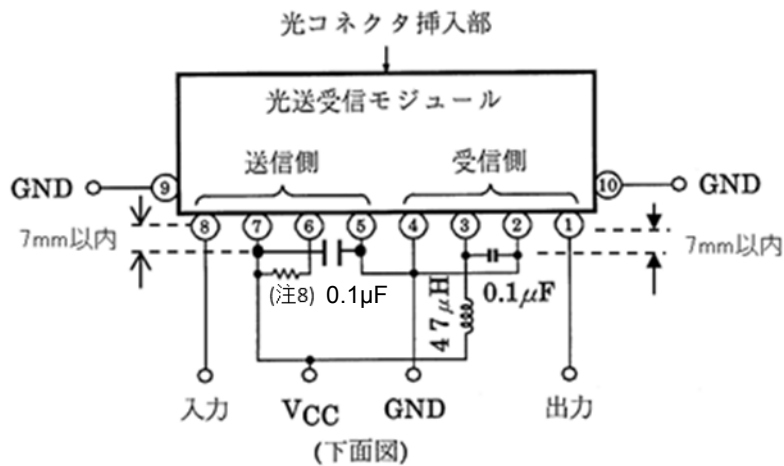 光コネクタ挿入部
光送受信モジュール
送信側
受信側
GND
⑨
⑩
GND
⑧
⑦
⑥
⑤
④
③
②
①
7mm以内
7mm以内
(注8)
0.1μF
47μH
0.1μF
入力
VCC
GND
出力
(下面図)